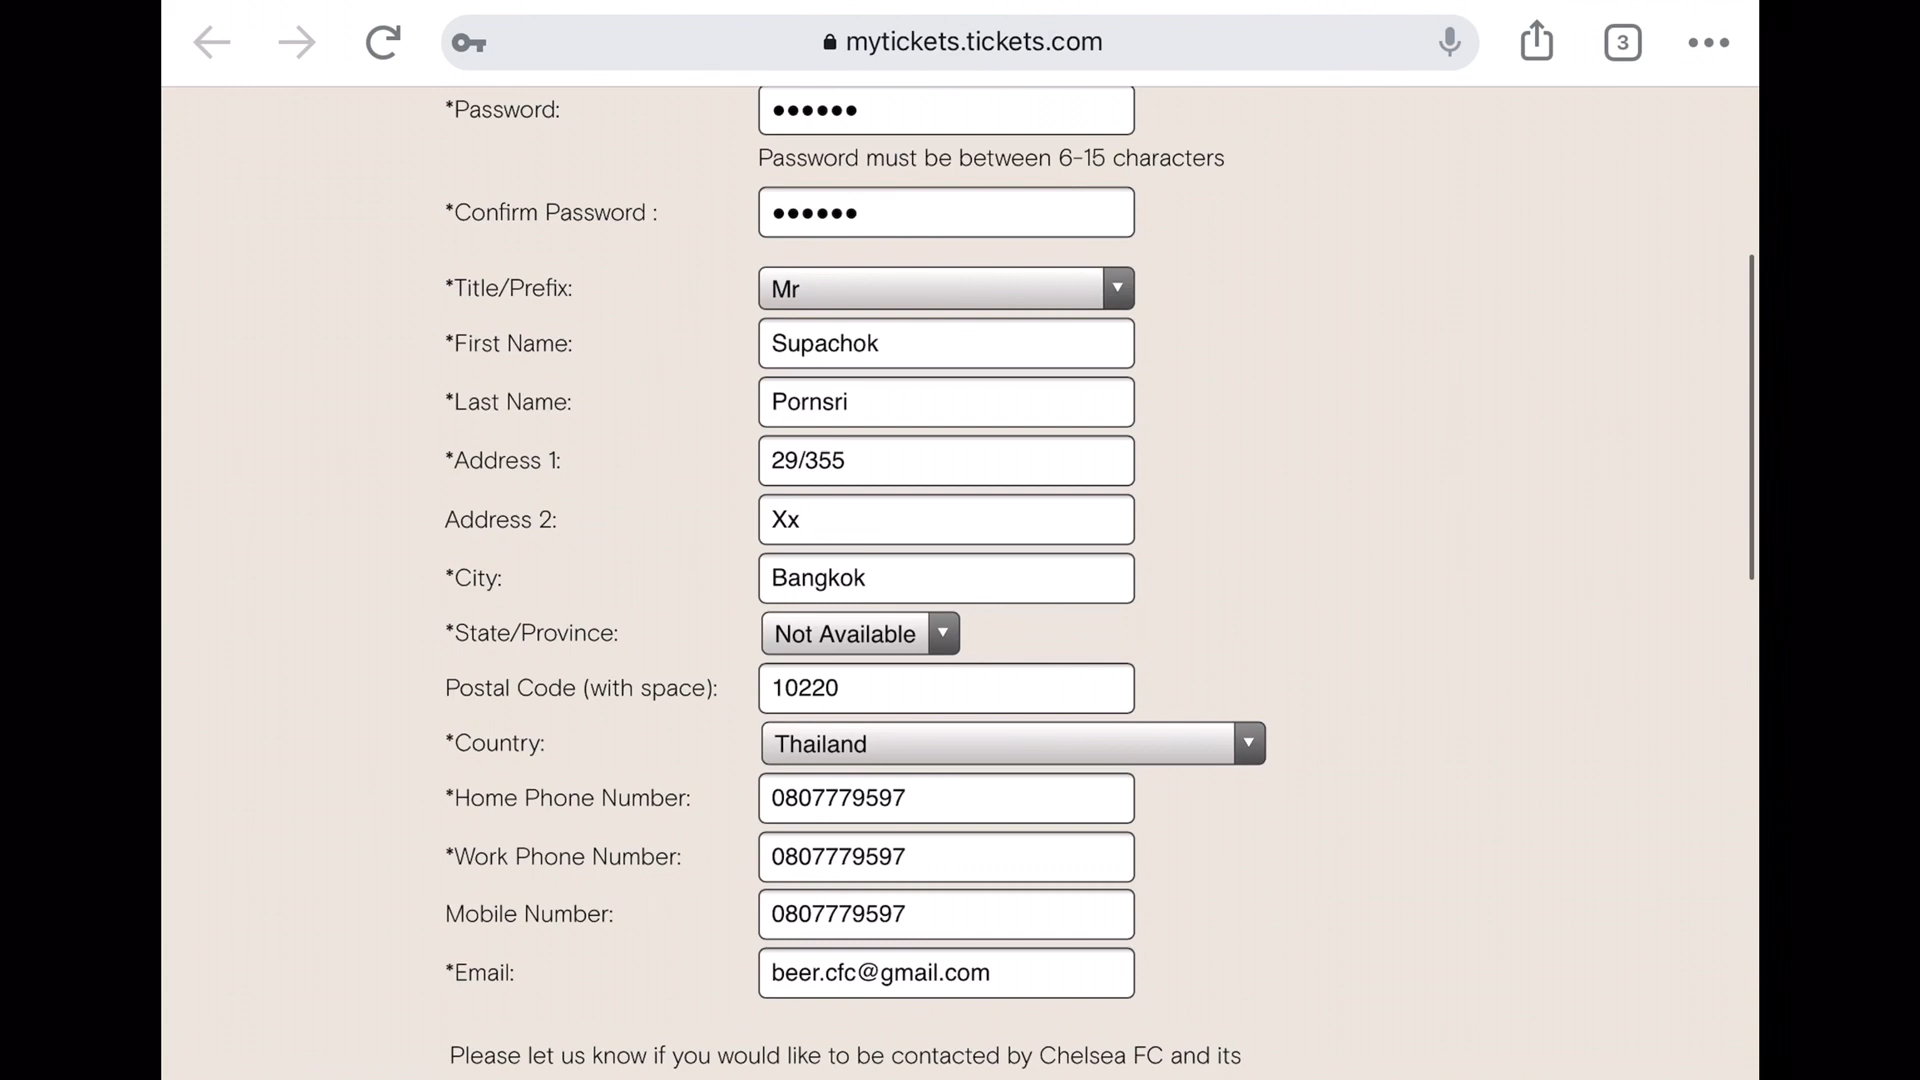 mytickets.tickets.com
3
*Password: ••••••
Password must be between 6-15 characters
*Confirm Password : ••••••
*Title/Prefix: Mr
*First Name: Supachok
*Last Name: Pornsri
*Address 1: 29/355
Address 2: Xx
*City: Bangkok
*State/Province: Not Available
Postal Code (with space): 10220
*Country: Thailand
*Home Phone Number: 0807779597
*Work Phone Number: 0807779597
Mobile Number: 0807779597
*Email: beer.cfc@gmail.com
Please let us know if you would like to be contacted by Chelsea FC and its